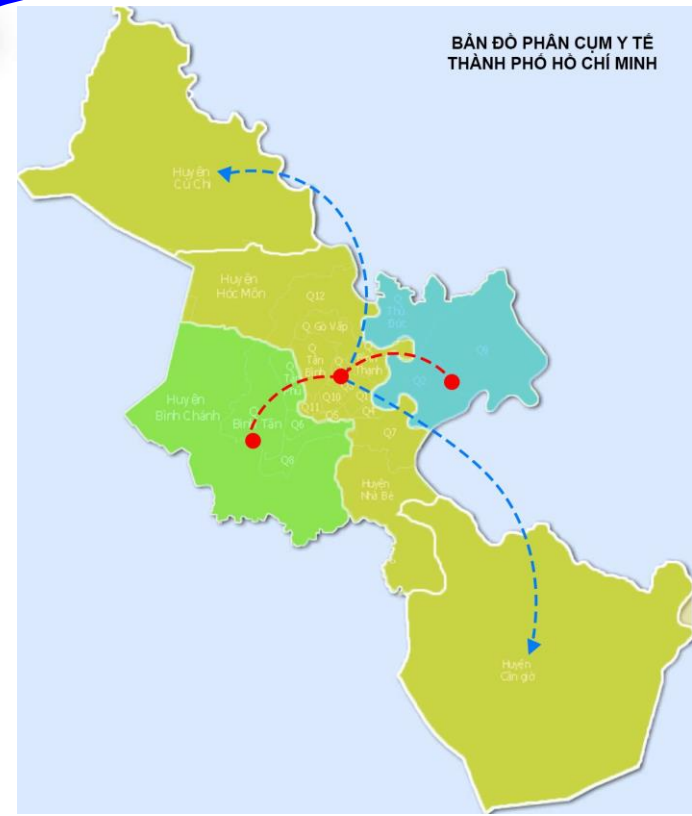 BẢN ĐỒ PHÂN CỤM Y TẾ
THÀNH PHỐ HỒ CHÍ MINH
Huyện
Củ Chi
Huyện
Hóc Môn
Q12
Q
Thủ
Đức
Q9
Q Gò Vấp
Q
Tân
Bình
Q
Thạnh
Q2
Q
Phú
Huyện
Bình Chánh
Q
Bình Tân
Q10
Q11
Q5
Q4
Q6
Q7
Q8
Huyện
Nhà Bè
Huyện
Cần giờ